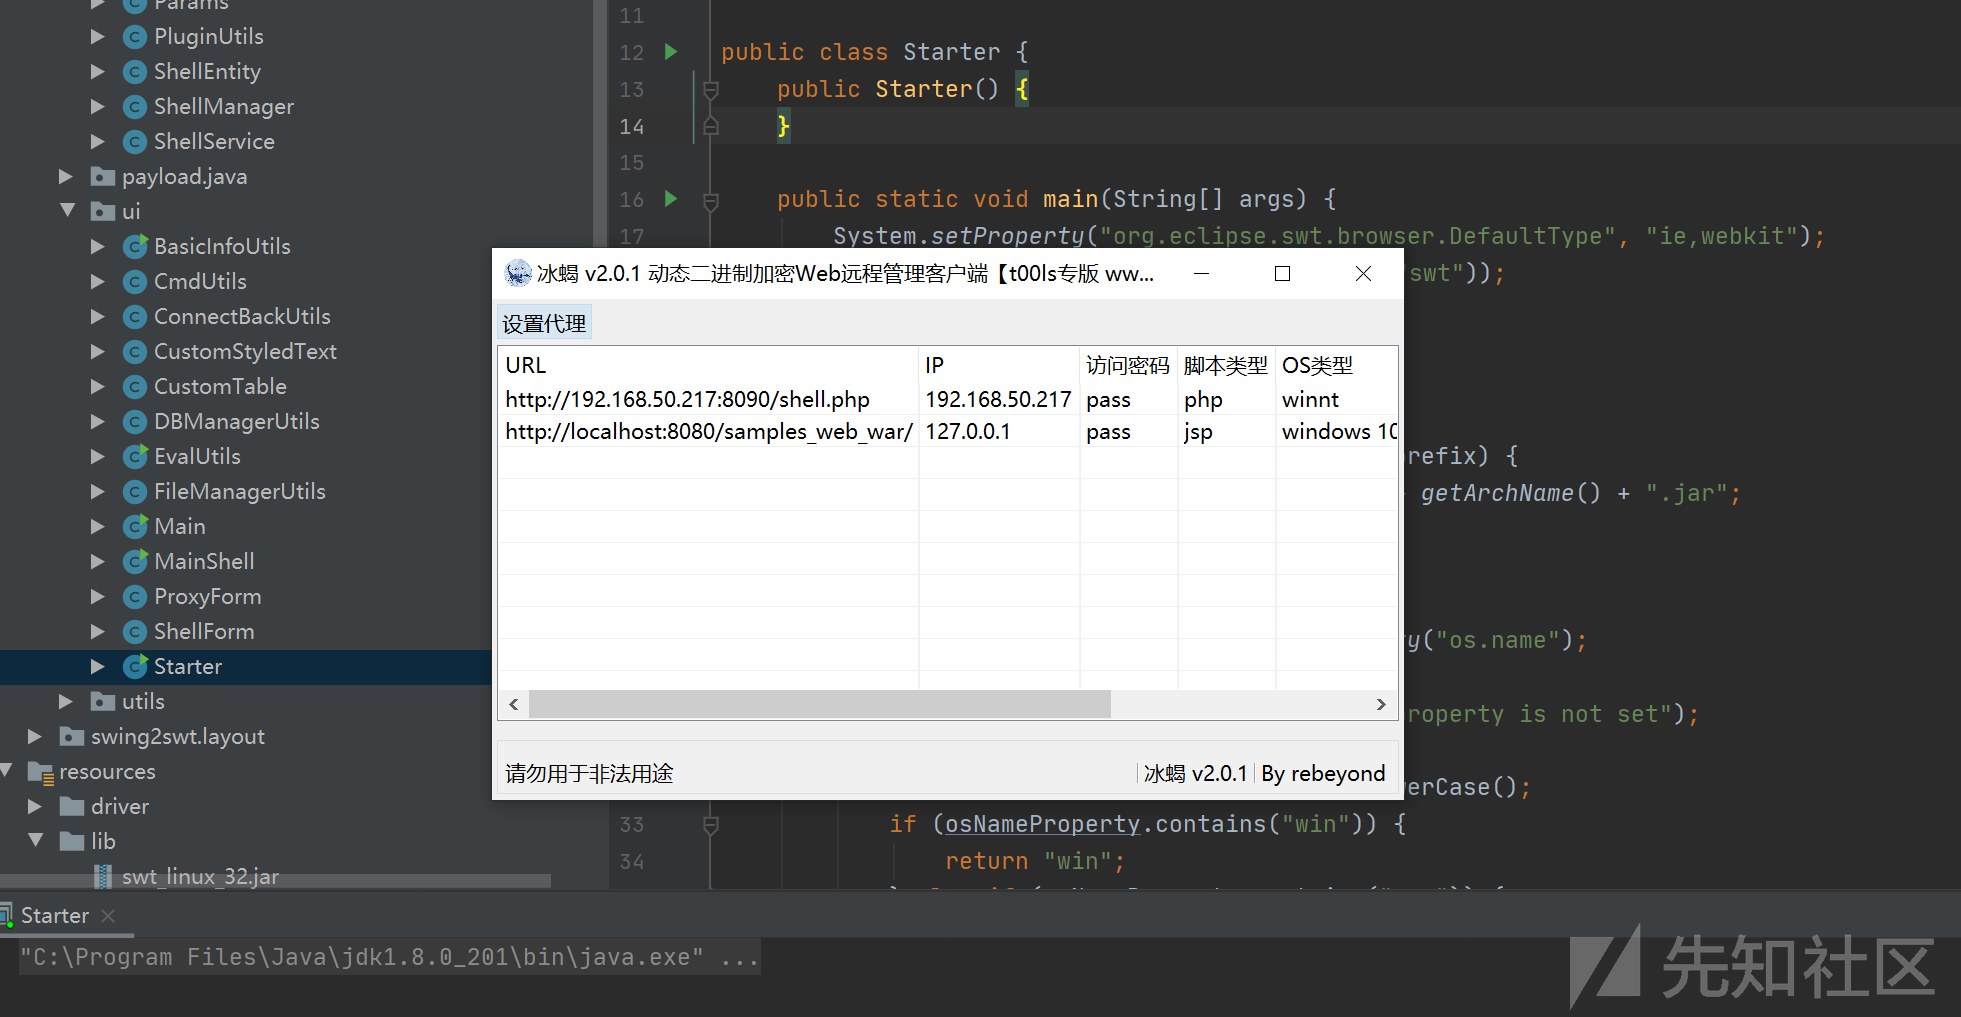 Params
PluginUtils
ShellEntity
ShellManager
ShellService
payload.java
ui
BasicInfoUtils
CmdUtils
ConnectBackUtils
CustomStyledText
CustomTable
DBManagerUtils
EvalUtils
FileManagerUtils
Main
MainShell
ProxyForm
ShellForm
Starter
utils
swing2swt.layout
resources
driver
lib
swt_linux_32.jar
11
12 public class Starter {
13 public Starter() {
14 }
15
16 public static void main(String[] args) {
17 System.setProperty("org.eclipse.swt.browser.DefaultType", "ie,webkit");
swt"));
refix) {
getArchName() + ".jar";
y("os.name");
roperty is not set");
erCase();
33 if (osNameProperty.contains("win")) {
34 return "win";
冰蝎 v2.0.1 动态二进制加密Web远程管理客户端【t00ls专版 ww...
设置代理
URL IP 访问密码 脚本类型 OS类型
http://192.168.50.217:8090/shell.php 192.168.50.217 pass php winnt
http://localhost:8080/samples_web_war/ 127.0.0.1 pass jsp windows 10
请勿用于非法用途 冰蝎 v2.0.1 By rebeyond
Starter
"C:\Program Files\Java\jdk1.8.0_201\bin\java.exe" ...
先知社区